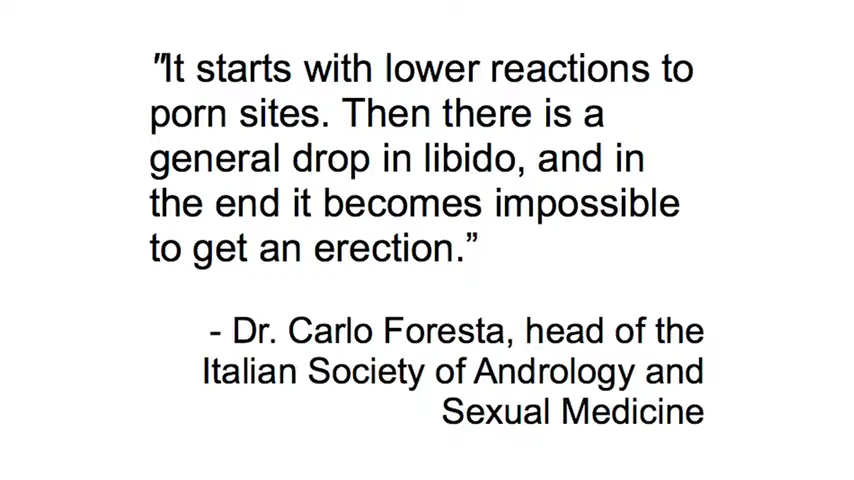 "It starts with lower reactions to
porn sites. Then there is a
general drop in libido, and in
the end it becomes impossible
to get an erection.”
- Dr. Carlo Foresta, head of the
Italian Society of Andrology and
Sexual Medicine